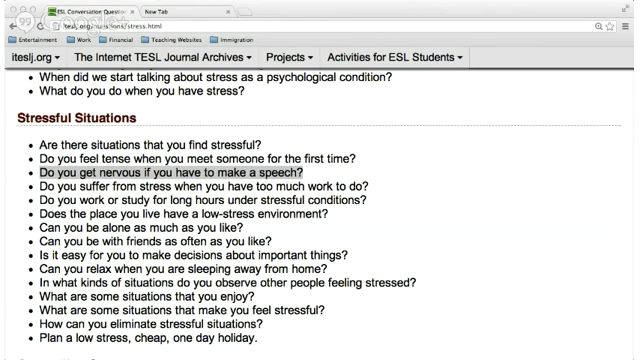 ESL Conversation Question
New Tab
Google+
iteslj.org/questions/stress.html
Entertainment Work Financial Teaching Websites Immigration
iteslj.org The Internet TESL Journal Archives Projects Activities for ESL Students
When did we start talking about stress as a psychological condition?
What do you do when you have stress?
Stressful Situations
Are there situations that you find stressful?
Do you feel tense when you meet someone for the first time?
Do you get nervous if you have to make a speech?
Do you suffer from stress when you have too much work to do?
Do you work or study for long hours under stressful conditions?
Does the place you live have a low-stress environment?
Can you be alone as much as you like?
Can you be with friends as often as you like?
Is it easy for you to make decisions about important things?
Can you relax when you are sleeping away from home?
In what kinds of situations do you observe other people feeling stressed?
What are some situations that you enjoy?
What are some situations that make you feel stressful?
How can you eliminate stressful situations?
Plan a low stress, cheap, one day holiday.